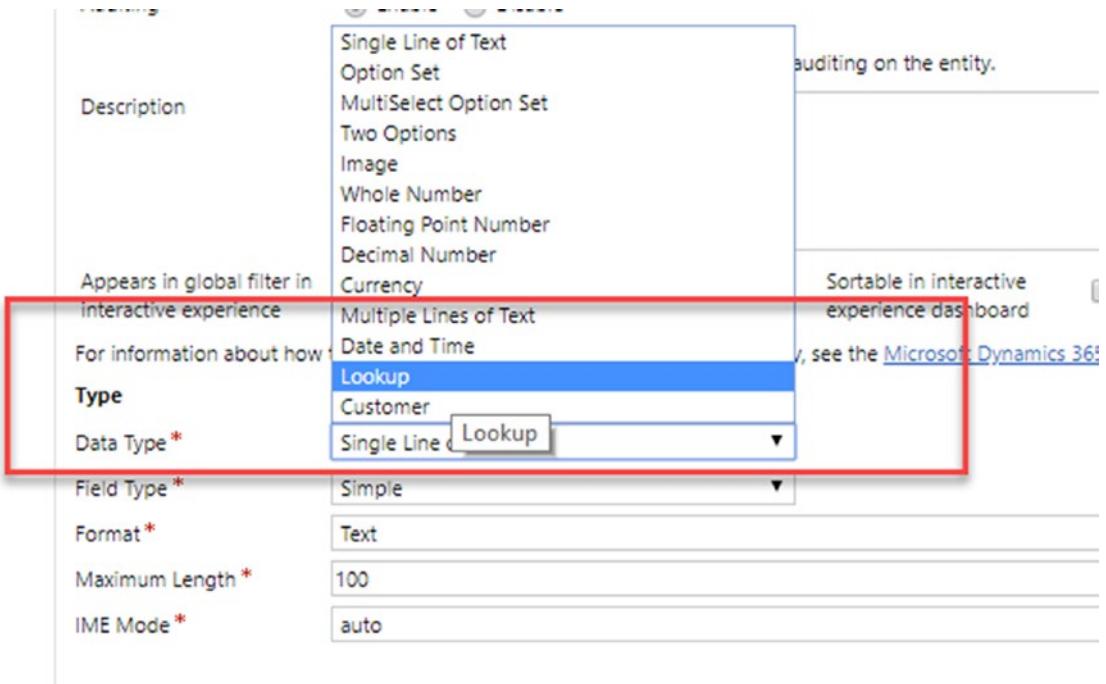 Single Line of Text
Option Set
auditing on the entity.
Description
MultiSelect Option Set
Two Options
Image
Whole Number
Floating Point Number
Decimal Number
Appears in global filter in
interactive experience
Currency
Sortable in interactive
experience dashboard
Multiple Lines of Text
For information about how
Date and Time
, see the Microsoft Dynamics 365
Lookup
Type
Customer
Lookup
Data Type*
Single Line
Field Type*
Simple
Format*
Text
Maximum Length*
100
IME Mode*
auto